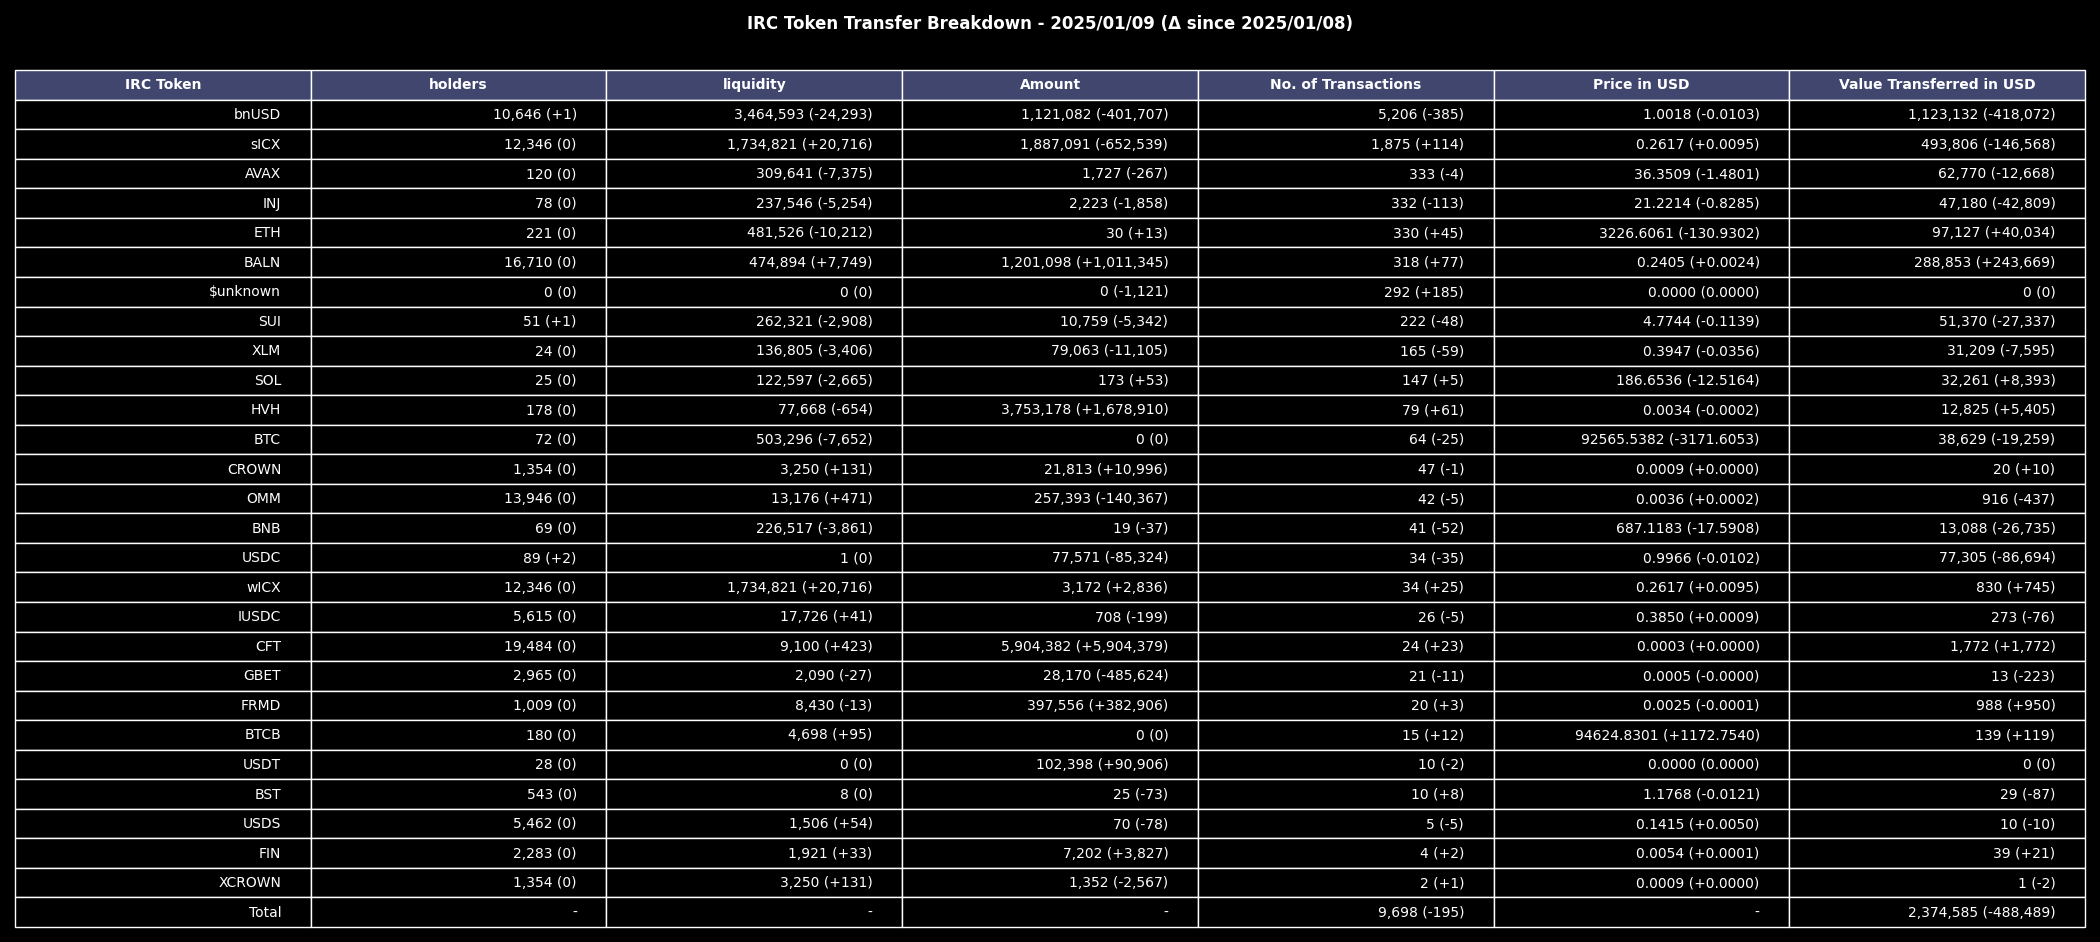 IRC Token Transfer Breakdown - 2025/01/09 (Δ since 2025/01/08)
IRC Token holders liquidity Amount No. of Transactions Price in USD Value Transferred in USD
bnUSD 10,646 (+1) 3,464,593 (-24,293) 1,121,082 (-401,707) 5,206 (-385) 1.0018 (-0.0103) 1,123,132 (-418,072)
sICX 12,346 (0) 1,734,821 (+20,716) 1,887,091 (-652,539) 1,875 (+114) 0.2617 (+0.0095) 493,806 (-146,568)
AVAX 120 (0) 309,641 (-7,375) 1,727 (-267) 333 (-4) 36.3509 (-1.4801) 62,770 (-12,668)
INJ 78 (0) 237,546 (-5,254) 2,223 (-1,858) 332 (-113) 21.2214 (-0.8285) 47,180 (-42,809)
ETH 221 (0) 481,526 (-10,212) 30 (+13) 330 (+45) 3226.6061 (-130.9302) 97,127 (+40,034)
BALN 16,710 (0) 474,894 (+7,749) 1,201,098 (+1,011,345) 318 (+77) 0.2405 (+0.0024) 288,853 (+243,669)
$unknown 0 (0) 0 (0) 0 (-1,121) 292 (+185) 0.0000 (0.0000) 0 (0)
SUI 51 (+1) 262,321 (-2,908) 10,759 (-5,342) 222 (-48) 4.7744 (-0.1139) 51,370 (-27,337)
XLM 24 (0) 136,805 (-3,406) 79,063 (-11,105) 165 (-59) 0.3947 (-0.0356) 31,209 (-7,595)
SOL 25 (0) 122,597 (-2,665) 173 (+53) 147 (+5) 186.6536 (-12.5164) 32,261 (+8,393)
HVH 178 (0) 77,668 (-654) 3,753,178 (+1,678,910) 79 (+61) 0.0034 (-0.0002) 12,825 (+5,405)
BTC 72 (0) 503,296 (-7,652) 0 (0) 64 (-25) 92565.5382 (-3171.6053) 38,629 (-19,259)
CROWN 1,354 (0) 3,250 (+131) 21,813 (+10,996) 47 (-1) 0.0009 (+0.0000) 20 (+10)
OMM 13,946 (0) 13,176 (+471) 257,393 (-140,367) 42 (-5) 0.0036 (+0.0002) 916 (-437)
BNB 69 (0) 226,517 (-3,861) 19 (-37) 41 (-52) 687.1183 (-17.5908) 13,088 (-26,735)
USDC 89 (+2) 1 (0) 77,571 (-85,324) 34 (-35) 0.9966 (-0.0102) 77,305 (-86,694)
wICX 12,346 (0) 1,734,821 (+20,716) 3,172 (+2,836) 34 (+25) 0.2617 (+0.0095) 830 (+745)
IUSDC 5,615 (0) 17,726 (+41) 708 (-199) 26 (-5) 0.3850 (+0.0009) 273 (-76)
CFT 19,484 (0) 9,100 (+423) 5,904,382 (+5,904,379) 24 (+23) 0.0003 (+0.0000) 1,772 (+1,772)
GBET 2,965 (0) 2,090 (-27) 28,170 (-485,624) 21 (-11) 0.0005 (-0.0000) 13 (-223)
FRMD 1,009 (0) 8,430 (-13) 397,556 (+382,906) 20 (+3) 0.0025 (-0.0001) 988 (+950)
BTCB 180 (0) 4,698 (+95) 0 (0) 15 (+12) 94624.8301 (+1172.7540) 139 (+119)
USDT 28 (0) 0 (0) 102,398 (+90,906) 10 (-2) 0.0000 (0.0000) 0 (0)
BST 543 (0) 8 (0) 25 (-73) 10 (+8) 1.1768 (-0.0121) 29 (-87)
USDS 5,462 (0) 1,506 (+54) 70 (-78) 5 (-5) 0.1415 (+0.0050) 10 (-10)
FIN 2,283 (0) 1,921 (+33) 7,202 (+3,827) 4 (+2) 0.0054 (+0.0001) 39 (+21)
XCROWN 1,354 (0) 3,250 (+131) 1,352 (-2,567) 2 (+1) 0.0009 (+0.0000) 1 (-2)
Total - - - 9,698 (-195) - 2,374,585 (-488,489)